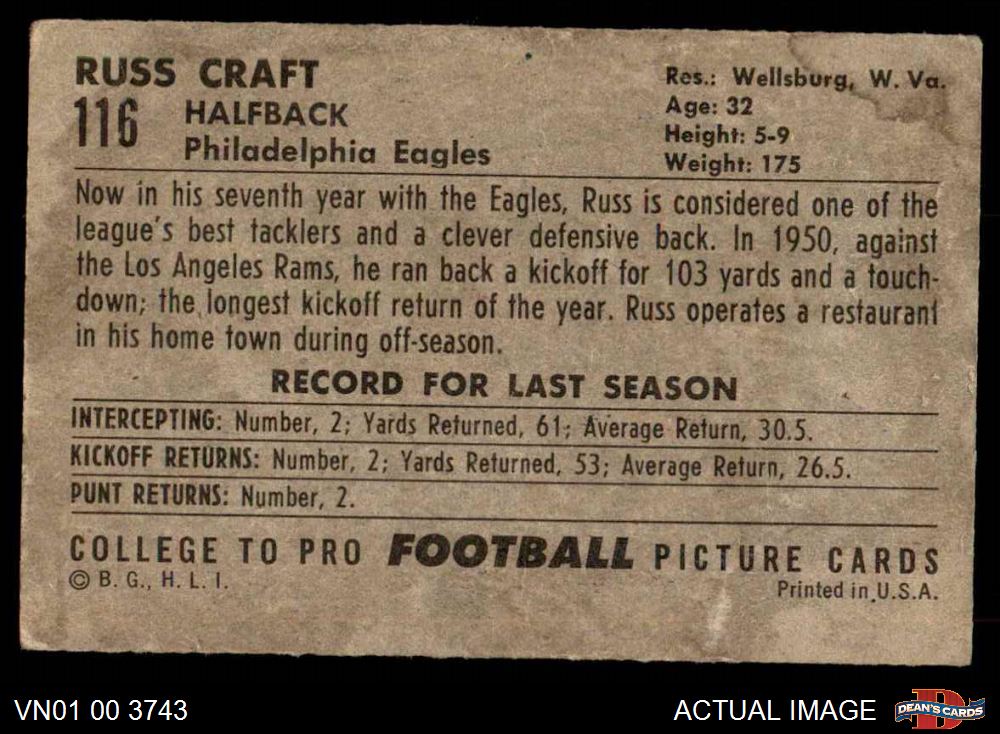 RUSS CRAFT
116
HALFBACK
Philadelphia Eagles
Res.: Wellsburg, W. Va.
Age: 32
Height: 5-9
Weight: 175
Now in his seventh year with the Eagles, Russ is considered one of the
league's best tacklers and a clever defensive back. In 1950, against
the Los Angeles Rams, he ran back a kickoff for 103 yards and a touch-
down; the longest kickoff return of the year. Russ operates a restaurant
in his home town during off-season.
RECORD FOR LAST SEASON
INTERCEPTING: Number, 2; Yards Returned, 61; Average Return, 30.5.
KICKOFF RETURNS: Number, 2; Yards Returned, 53; Average Return, 26.5.
PUNT RETURNS: Number, 2.
COLLEGE TO PRO FOOTBALL PICTURE CARDS
© B. G., H. L. I.
Printed in U.S.A.
VN01 00 3743
ACTUAL IMAGE
D
DEAN'S CARDS